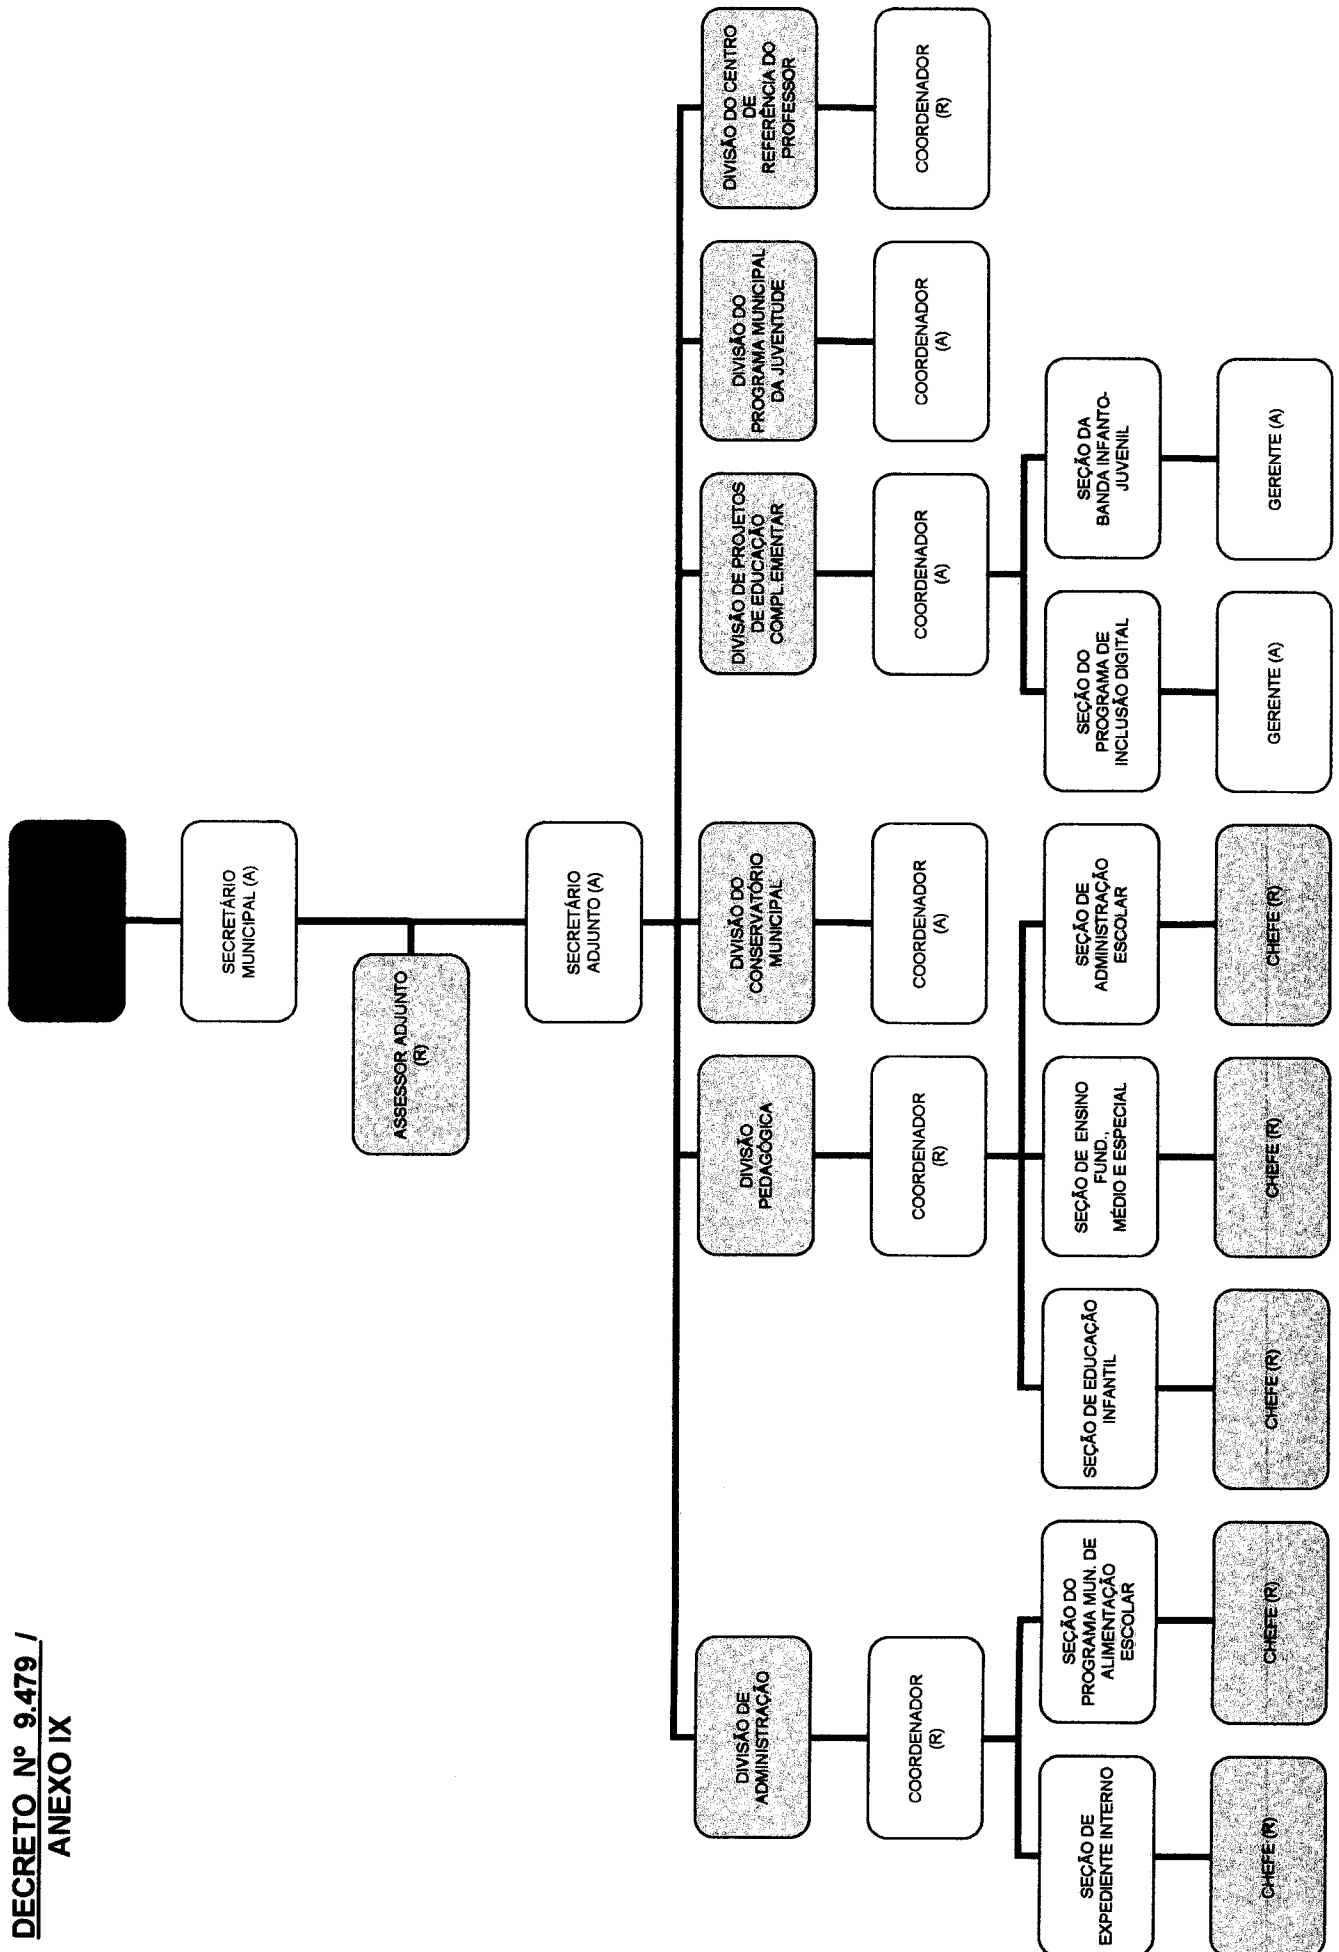 DECRETO Nº 9.479 /
ANEXO IX
SECRETÁRIO
MUNICIPAL (A)
ASSESSOR ADJUNTO
(R)
SECRETÁRIO
ADJUNTO (A)
DIVISÃO DE
ADMINISTRAÇÃO
DIVISÃO
PEDAGÓGICA
DIVISÃO DO
CONSERVATÓRIO
MUNICIPAL
DIVISÃO DE PROJETOS
DE EDUCAÇÃO
COMPLEMENTAR
DIVISÃO DO
PROGRAMA MUNICIPAL
DA JUVENTUDE
DIVISÃO DO CENTRO
DE
REFERÊNCIA DO
PROFESSOR
COORDENADOR
(R)
COORDENADOR
(R)
COORDENADOR
(A)
COORDENADOR
(A)
COORDENADOR
(A)
COORDENADOR
(R)
SEÇÃO DE
EXPEDIENTE INTERNO
SEÇÃO DO
PROGRAMA MUN. DE
ALIMENTAÇÃO
ESCOLAR
SEÇÃO DE EDUCAÇÃO
INFANTIL
SEÇÃO DE ENSINO
FUND.,
MÉDIO E ESPECIAL
SEÇÃO DE
ADMINISTRAÇÃO
ESCOLAR
SEÇÃO DO
PROGRAMA DE
INCLUSÃO DIGITAL
SEÇÃO DA
BANDA INFANTO-
JUVENIL
CHEFE (R)
CHEFE (R)
CHEFE (R)
CHEFE (R)
CHEFE (R)
GERENTE (A)
GERENTE (A)